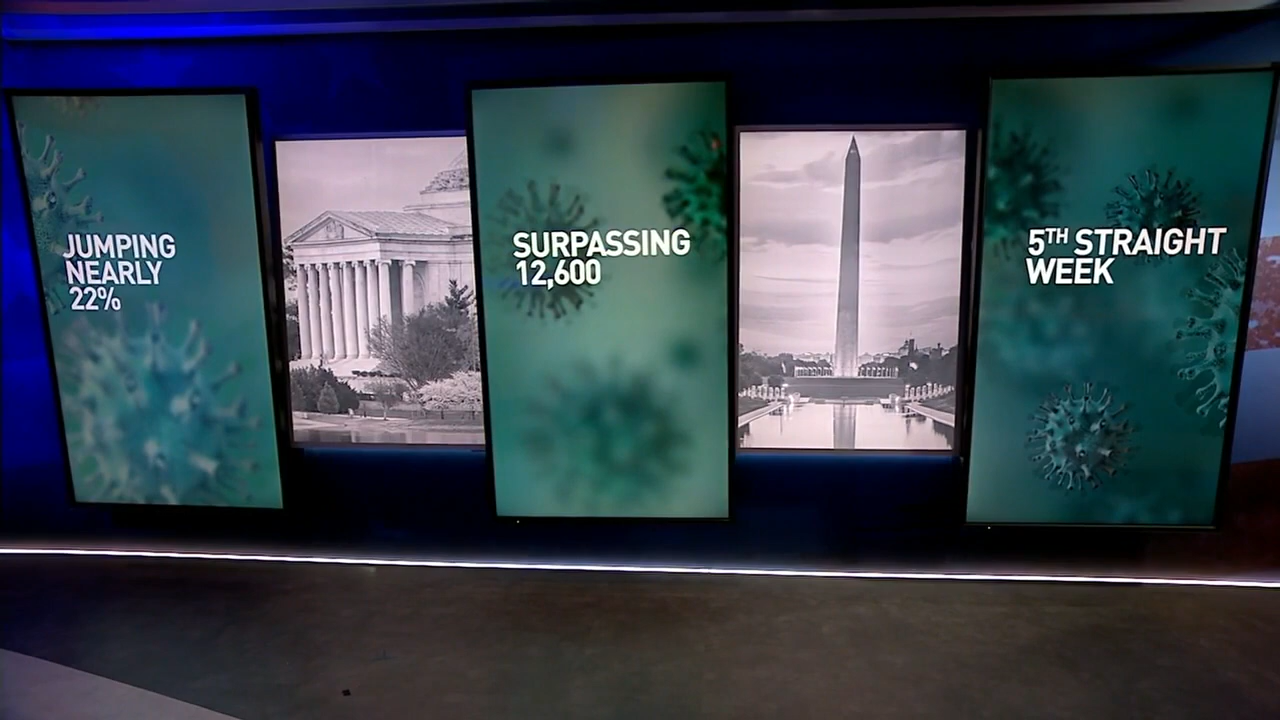 JUMPING
NEARLY
22%
SURPASSING
12,600
5TH STRAIGHT
WEEK